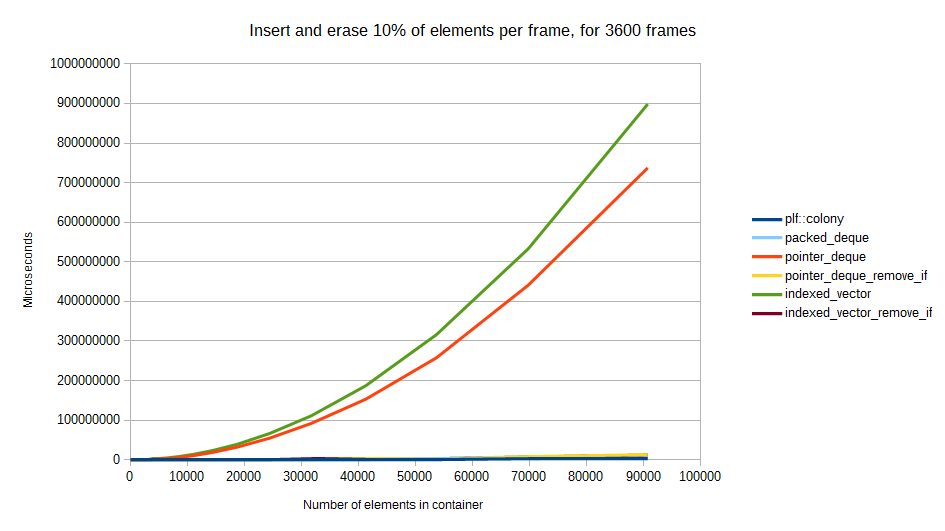 Insert and erase 10% of elements per frame, for 3600 frames
1000000000
900000000
800000000
700000000
600000000
500000000
400000000
300000000
200000000
100000000
0
Microseconds
0 10000 20000 30000 40000 50000 60000 70000 80000 90000 100000
Number of elements in container
plf::colony
packed_deque
pointer_deque
pointer_deque_remove_if
indexed_vector
indexed_vector_remove_if